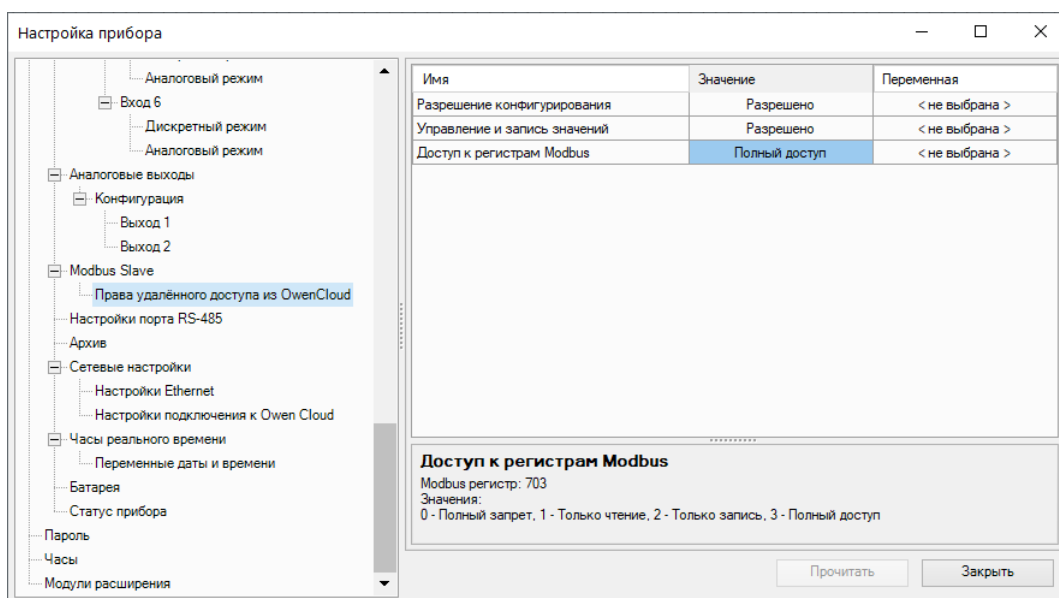 Настройка прибора
Аналоговый режим
Вход 6
Дискретный режим
Аналоговый режим
Аналоговые выходы
Конфигурация
Выход 1
Выход 2
Modbus Slave
Права удалённого доступа из OwenCloud
Настройки порта RS-485
Архив
Сетевые настройки
Настройки Ethernet
Настройки подключения к Owen Cloud
Часы реального времени
Переменные даты и времени
Батарея
Статус прибора
Пароль
Часы
Модули расширения
Имя Значение Переменная
Разрешение конфигурирования Разрешено < не выбрана >
Управление и запись значений Разрешено < не выбрана >
Доступ к регистрам Modbus Полный доступ < не выбрана >
Доступ к регистрам Modbus
Modbus регистр: 703
Значения:
0 - Полный запрет, 1 - Только чтение, 2 - Только запись, 3 - Полный доступ
Прочитать Закрыть